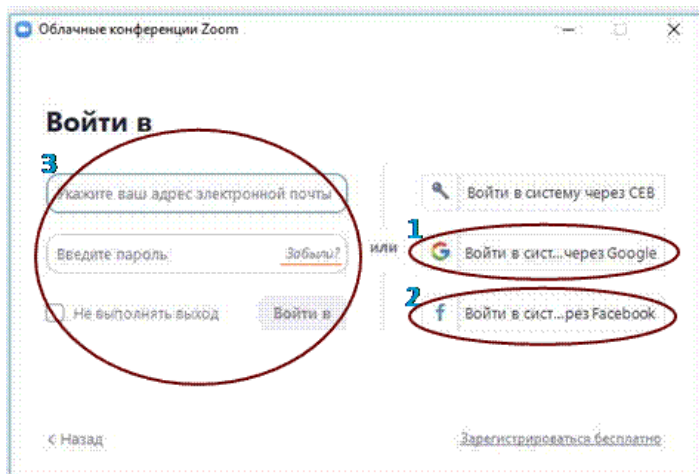 Облачные конференции Zoom
Войти в
3
Укажите ваш адрес электронной почты
Введите пароль
Забыли?
Не выполнять выход
Войти в
или
Войти в систему через СЕВ
1
Войти в сист...через Google
2
Войти в сист...рез Facebook
< Назад
Зарегистрироваться бесплатно